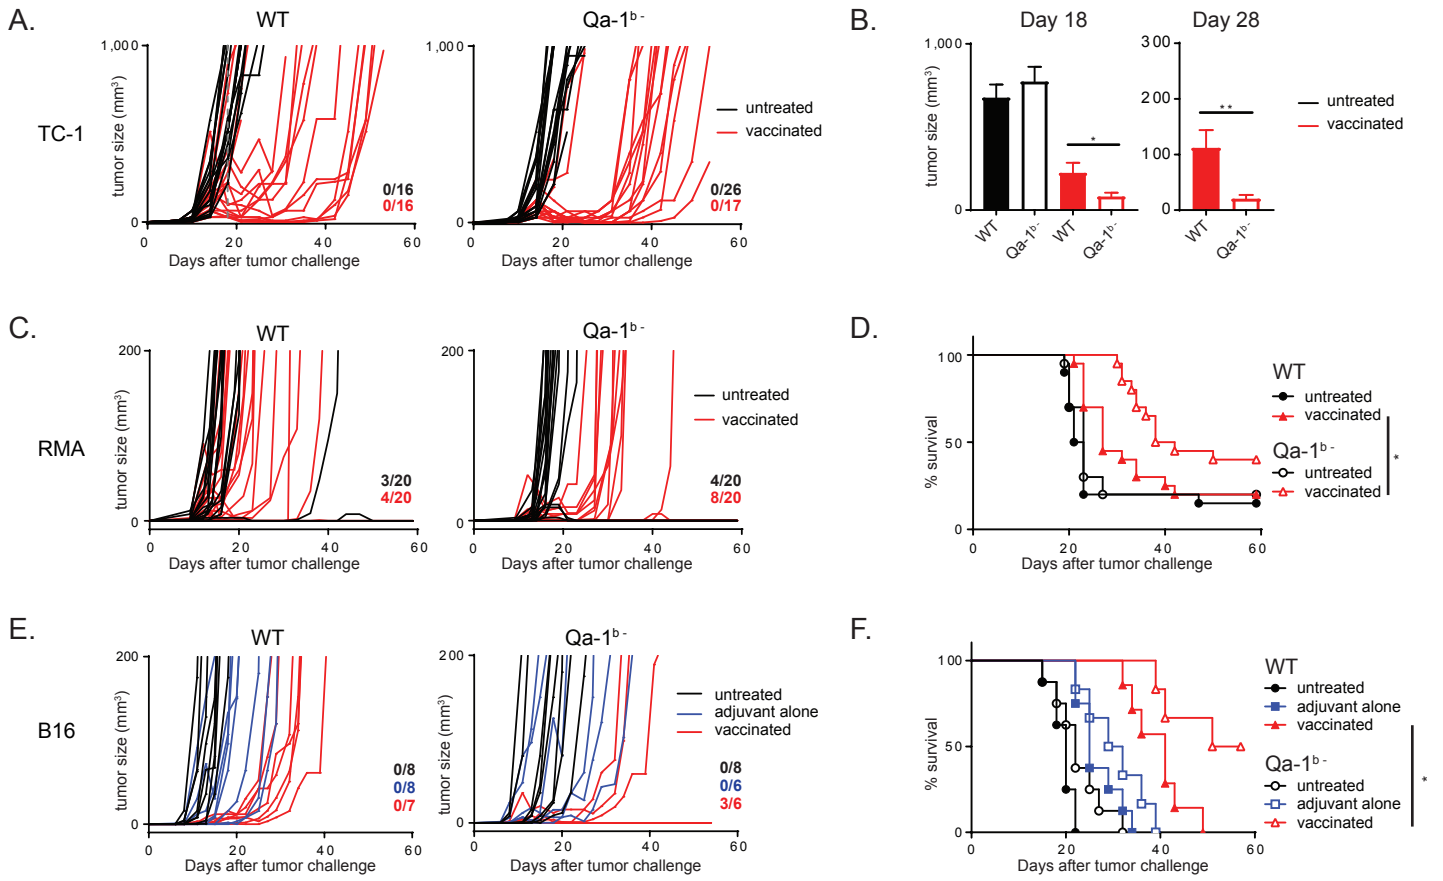 A.
WT
Qa-1ᵇ⁻
B.
Day 18
Day 28
TC-1
tumor size (mm³)
1,000
500
0
0 20 40 60
Days after tumor challenge
0/16
0/16
tumor size (mm³)
1,000
500
0
0 20 40 60
Days after tumor challenge
0/26
0/17
untreated
vaccinated
tumor size (mm³)
1,000
0
*
WT
Qa-1ᵇ⁻
WT
Qa-1ᵇ⁻
300
200
100
0
**
WT
Qa-1ᵇ⁻
untreated
vaccinated
C.
WT
Qa-1ᵇ⁻
D.
RMA
tumor size (mm³)
200
0
0 20 40 60
Days after tumor challenge
3/20
4/20
tumor size (mm³)
200
0
0 20 40 60
Days after tumor challenge
4/20
8/20
untreated
vaccinated
% survival
100
50
0
0 20 40 60
Days after tumor challenge
WT
untreated
vaccinated
Qa-1ᵇ⁻
untreated
vaccinated
*
E.
WT
Qa-1ᵇ⁻
F.
B16
tumor size (mm³)
200
0
0 20 40 60
Days after tumor challenge
0/8
0/8
0/7
tumor size (mm³)
200
0
0 20 40 60
Days after tumor challenge
0/8
0/6
3/6
untreated
adjuvant alone
vaccinated
% survival
100
50
0
0 20 40 60
Days after tumor challenge
WT
untreated
adjuvant alone
vaccinated
Qa-1ᵇ⁻
untreated
adjuvant alone
vaccinated
*